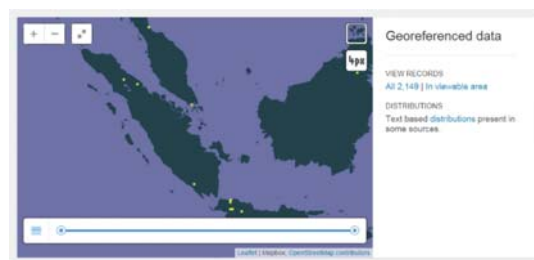 Georeferenced data
4px
VIEW RECORDS
All 2,149 | In viewable area
DISTRIBUTIONS
Text based distributions present in
some sources
Leaflet | Mapbox, OpenStreetMap contributors